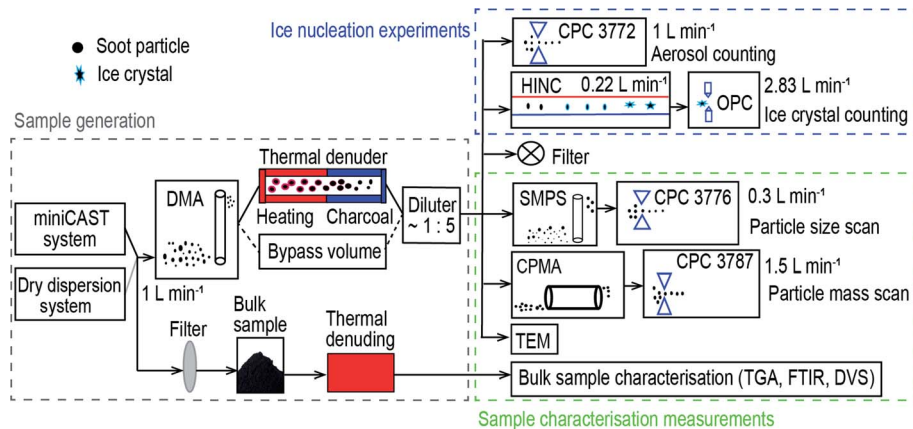 Soot particle
Ice crystal
Ice nucleation experiments
CPC 3772
1 L min⁻¹
Aerosol counting
HINC
0.22 L min⁻¹
OPC
2.83 L min⁻¹
Ice crystal counting
Filter
Sample generation
miniCAST
system
Dry dispersion
system
1 L min⁻¹
DMA
Thermal denuder
Heating
Charcoal
Bypass volume
Diluter
~ 1 : 5
Filter
Bulk
sample
Thermal
denuding
SMPS
CPC 3776
0.3 L min⁻¹
Particle size scan
CPMA
CPC 3787
1.5 L min⁻¹
Particle mass scan
TEM
Bulk sample characterisation (TGA, FTIR, DVS)
Sample characterisation measurements